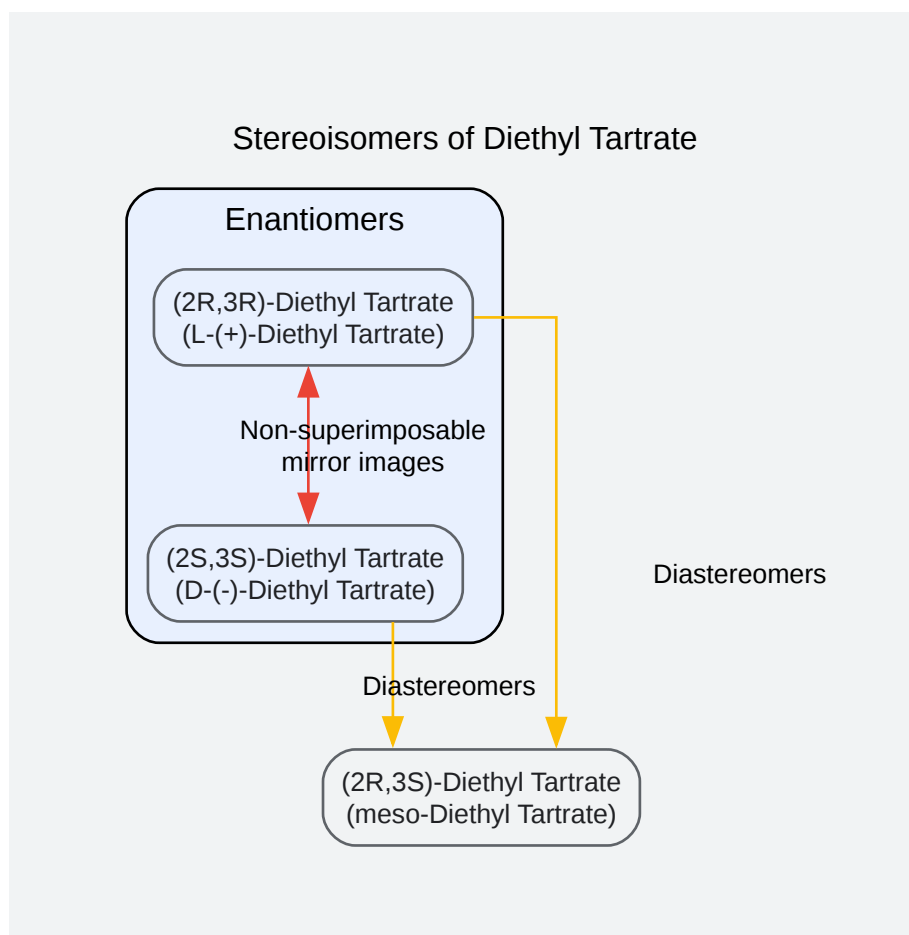 Stereoisomers of Diethyl Tartrate
Enantiomers
(2R,3R)-Diethyl Tartrate
(L-(+)-Diethyl Tartrate)
Non-superimposable
mirror images
(2S,3S)-Diethyl Tartrate
(D-(-)-Diethyl Tartrate)
Diastereomers
Diastereomers
(2R,3S)-Diethyl Tartrate
(meso-Diethyl Tartrate)